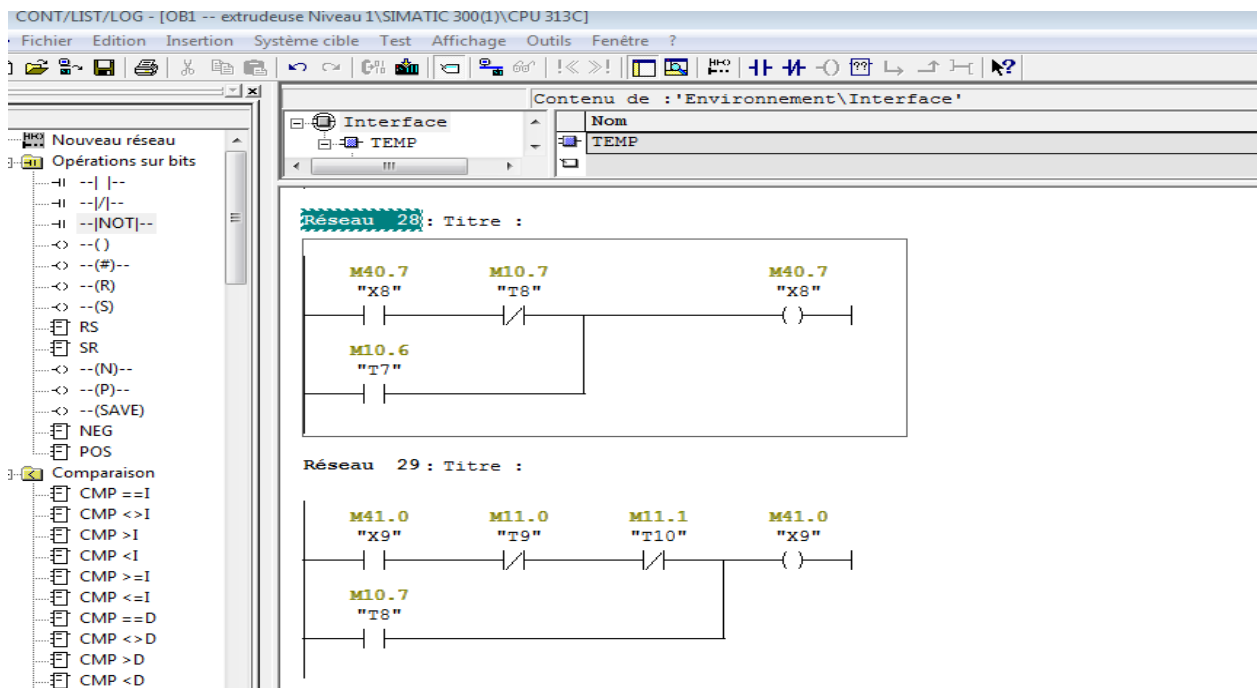 CONT/LIST/LOG - [OB1 -- extrudeuse Niveau 1\SIMATIC 300(1)\CPU 313C]
Fichier Edition Insertion Système cible Test Affichage Outils Fenêtre ?
Contenu de :'Environnement\Interface'
Interface
TEMP
Nom
TEMP
Nouveau réseau
Opérations sur bits
--| |--
--|/|--
--|NOT|--
--( )
--(#)--
--(R)
--(S)
RS
SR
--(N)--
--(P)--
--(SAVE)
NEG
POS
Comparaison
CMP ==I
CMP <>I
CMP >I
CMP <I
CMP >=I
CMP <=I
CMP ==D
CMP <>D
CMP >D
CMP <D
Réseau 28: Titre :
M40.7 M10.7 M40.7
"X8" "T8" "X8"
M10.6
"T7"
Réseau 29: Titre :
M41.0 M11.0 M11.1 M41.0
"X9" "T9" "T10" "X9"
M10.7
"T8"